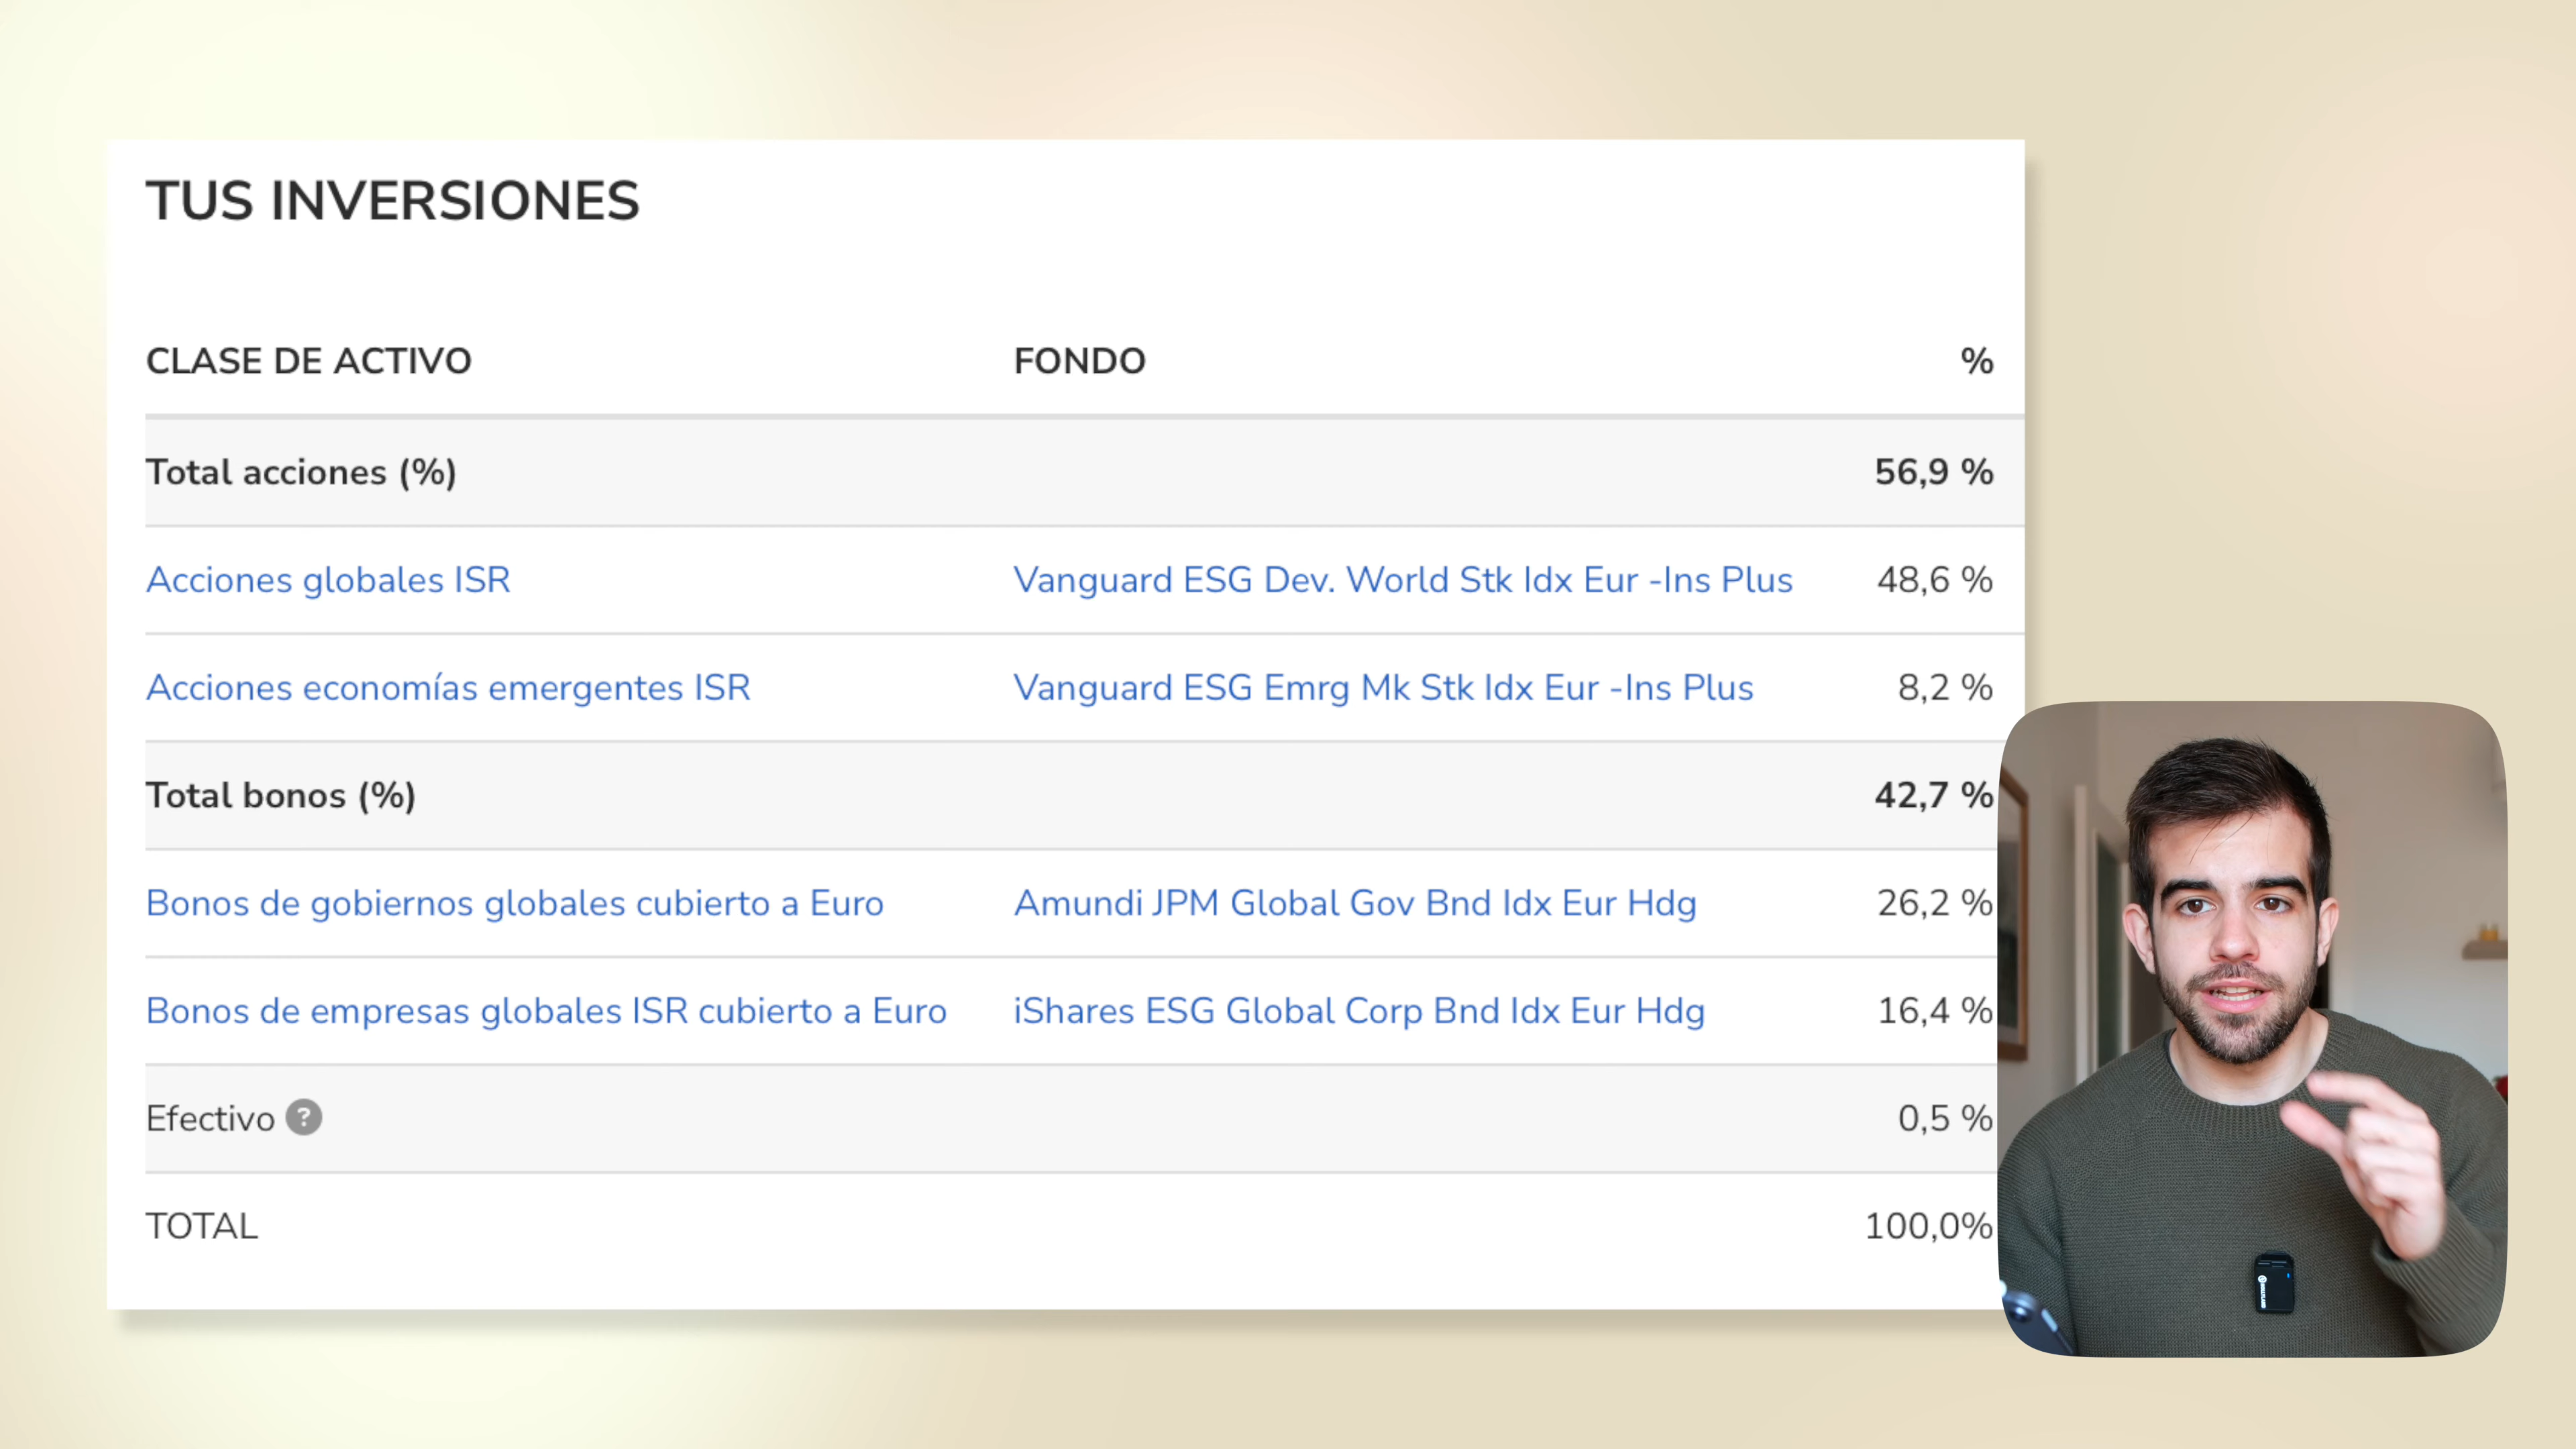 TUS INVERSIONES
CLASE DE ACTIVO FONDO %
Total acciones (%) 56,9 %
Acciones globales ISR Vanguard ESG Dev. World Stk Idx Eur -Ins Plus 48,6 %
Acciones economías emergentes ISR Vanguard ESG Emrg Mk Stk Idx Eur -Ins Plus 8,2 %
Total bonos (%) 42,7 %
Bonos de gobiernos globales cubierto a Euro Amundi JPM Global Gov Bnd Idx Eur Hdg 26,2 %
Bonos de empresas globales ISR cubierto a Euro iShares ESG Global Corp Bnd Idx Eur Hdg 16,4 %
Efectivo ? 0,5 %
TOTAL 100,0%